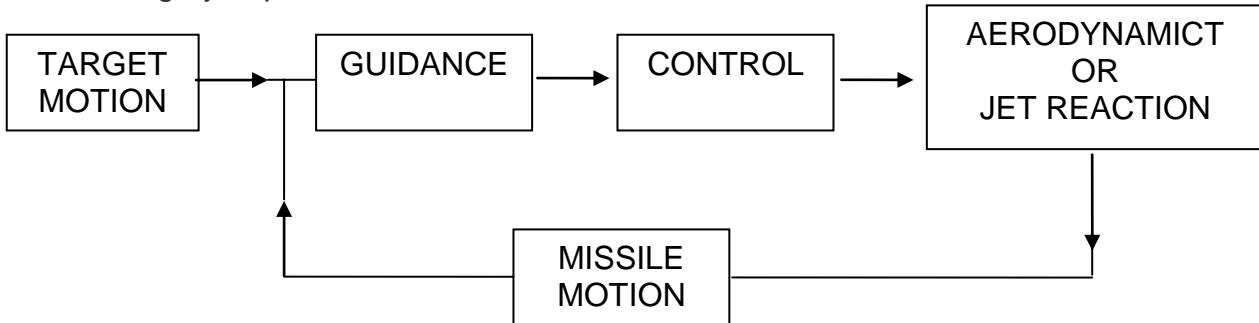 TARGET
MOTION
GUIDANCE
CONTROL
AERODYNAMICT
OR
JET REACTION
MISSILE
MOTION